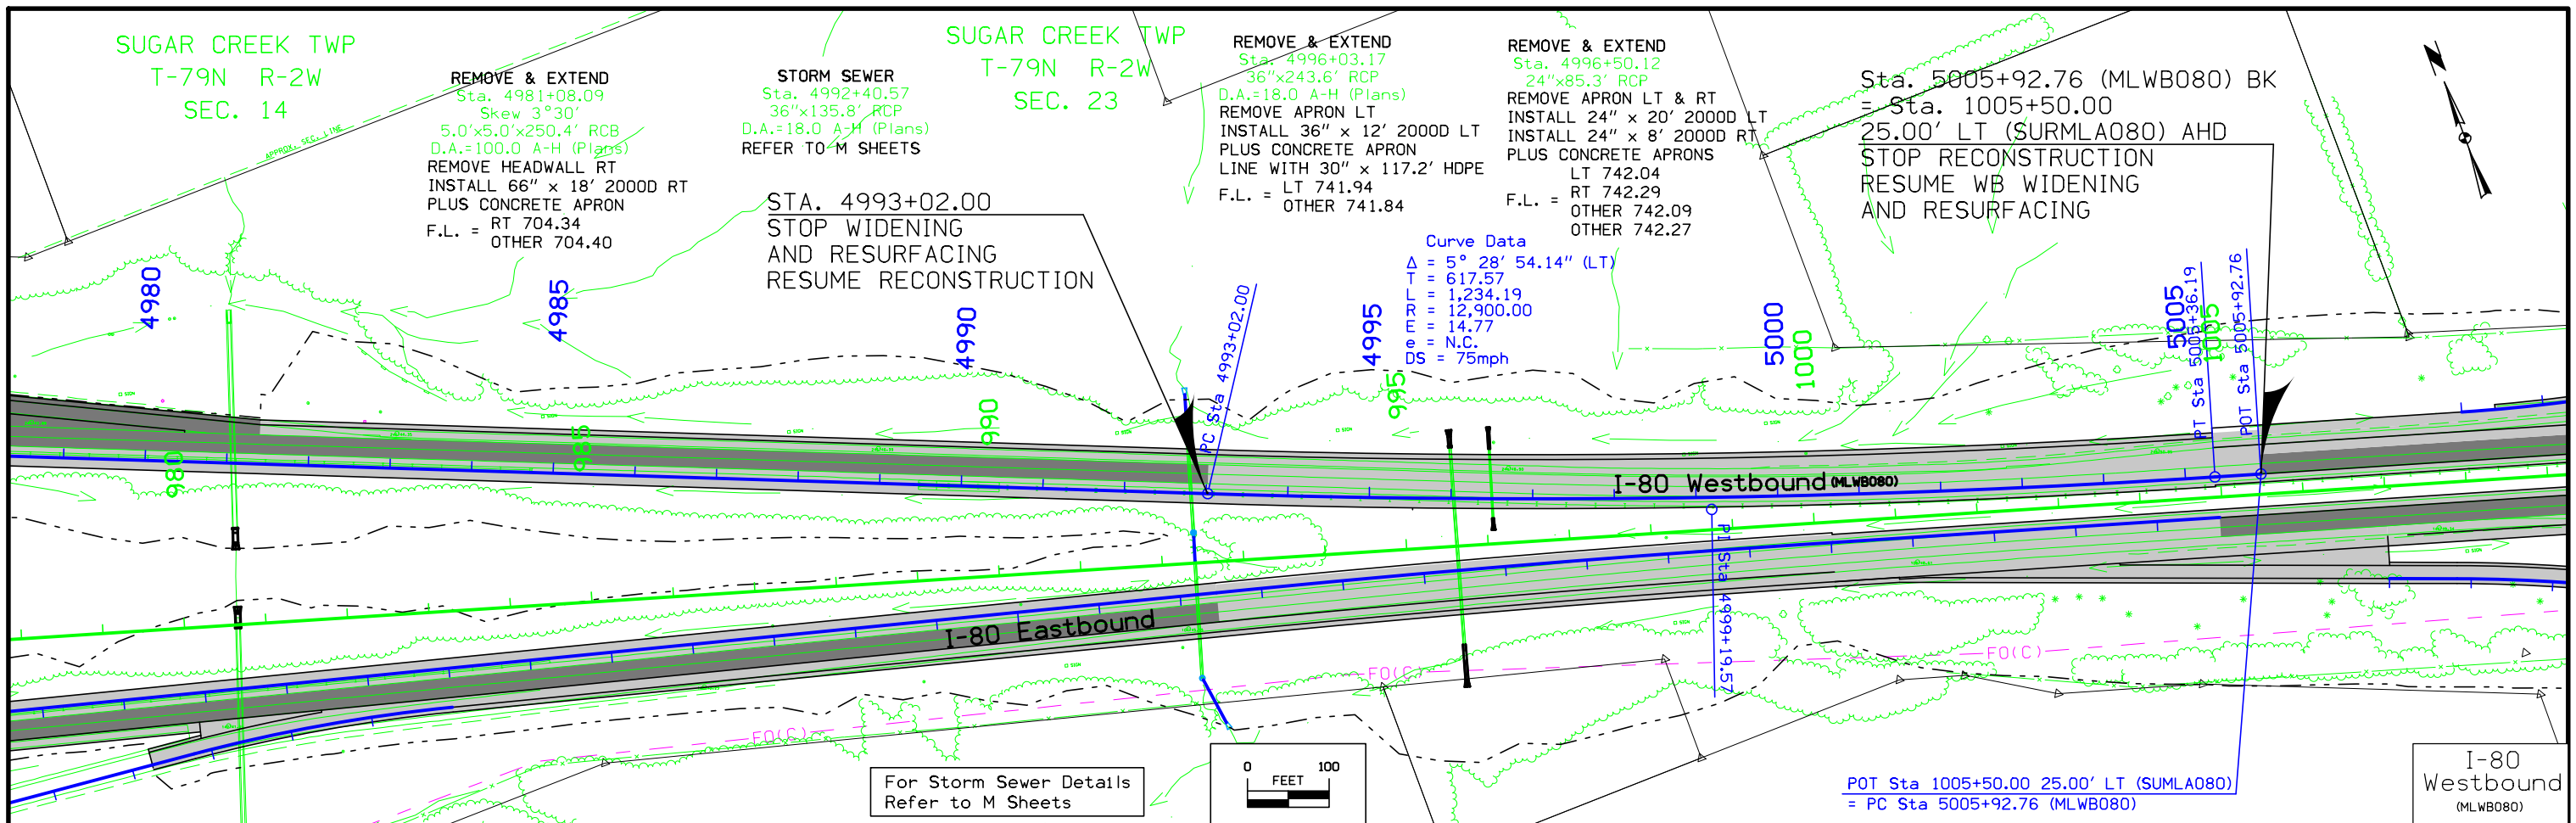 SUGAR CREEK TWP
T-79N R-2W
SEC. 14
APPROX. SEC. LINE
REMOVE & EXTEND
Sta. 4981+08.09
Skew 3°30'
5.0'x5.0'x250.4' RCB
D.A.=100.0 A-H (Plans)
REMOVE HEADWALL RT
INSTALL 66" x 18' 2000D RT
PLUS CONCRETE APRON
F.L. = RT 704.34
OTHER 704.40
STORM SEWER
Sta. 4992+40.57
36"x135.8' RCP
D.A.=18.0 A-H (Plans)
REFER TO M SHEETS
STA. 4993+02.00
STOP WIDENING
AND RESURFACING
RESUME RECONSTRUCTION
SUGAR CREEK TWP
T-79N R-2W
SEC. 23
REMOVE & EXTEND
Sta. 4996+03.17
36"x243.6' RCP
D.A.=18.0 A-H (Plans)
REMOVE APRON LT
INSTALL 36" x 12' 2000D LT
PLUS CONCRETE APRON
LINE WITH 30" x 117.2' HDPE
F.L. = LT 741.94
OTHER 741.84
REMOVE & EXTEND
Sta. 4996+50.12
24"x85.3' RCP
REMOVE APRON LT & RT
INSTALL 24" x 20' 2000D LT
INSTALL 24" x 8' 2000D RT
PLUS CONCRETE APRONS
LT 742.04
F.L. = RT 742.29
OTHER 742.09
OTHER 742.27
Sta. 5005+92.76 (MLWB080) BK
= Sta. 1005+50.00
25.00' LT (SURMLA080) AHD
STOP RECONSTRUCTION
RESUME WB WIDENING
AND RESURFACING
Curve Data
Δ = 5° 28' 54.14" (LT)
T = 617.57
L = 1,234.19
R = 12,900.00
E = 14.77
e = N.C.
DS = 75mph
4980
4985
4990
4995
5000
5005
980
985
990
995
1000
1005
PC Sta 4993+02.00
PT Sta 5005+36.19
POT Sta 5005+92.76
PI Sta 4999+19.57
I-80 Westbound (MLWB080)
I-80 Eastbound
FO(C)
FO(C)
FO(C)
For Storm Sewer Details
Refer to M Sheets
0 100
FEET
POT Sta 1005+50.00 25.00' LT (SUMLA080)
= PC Sta 5005+92.76 (MLWB080)
I-80
Westbound
(MLWB080)